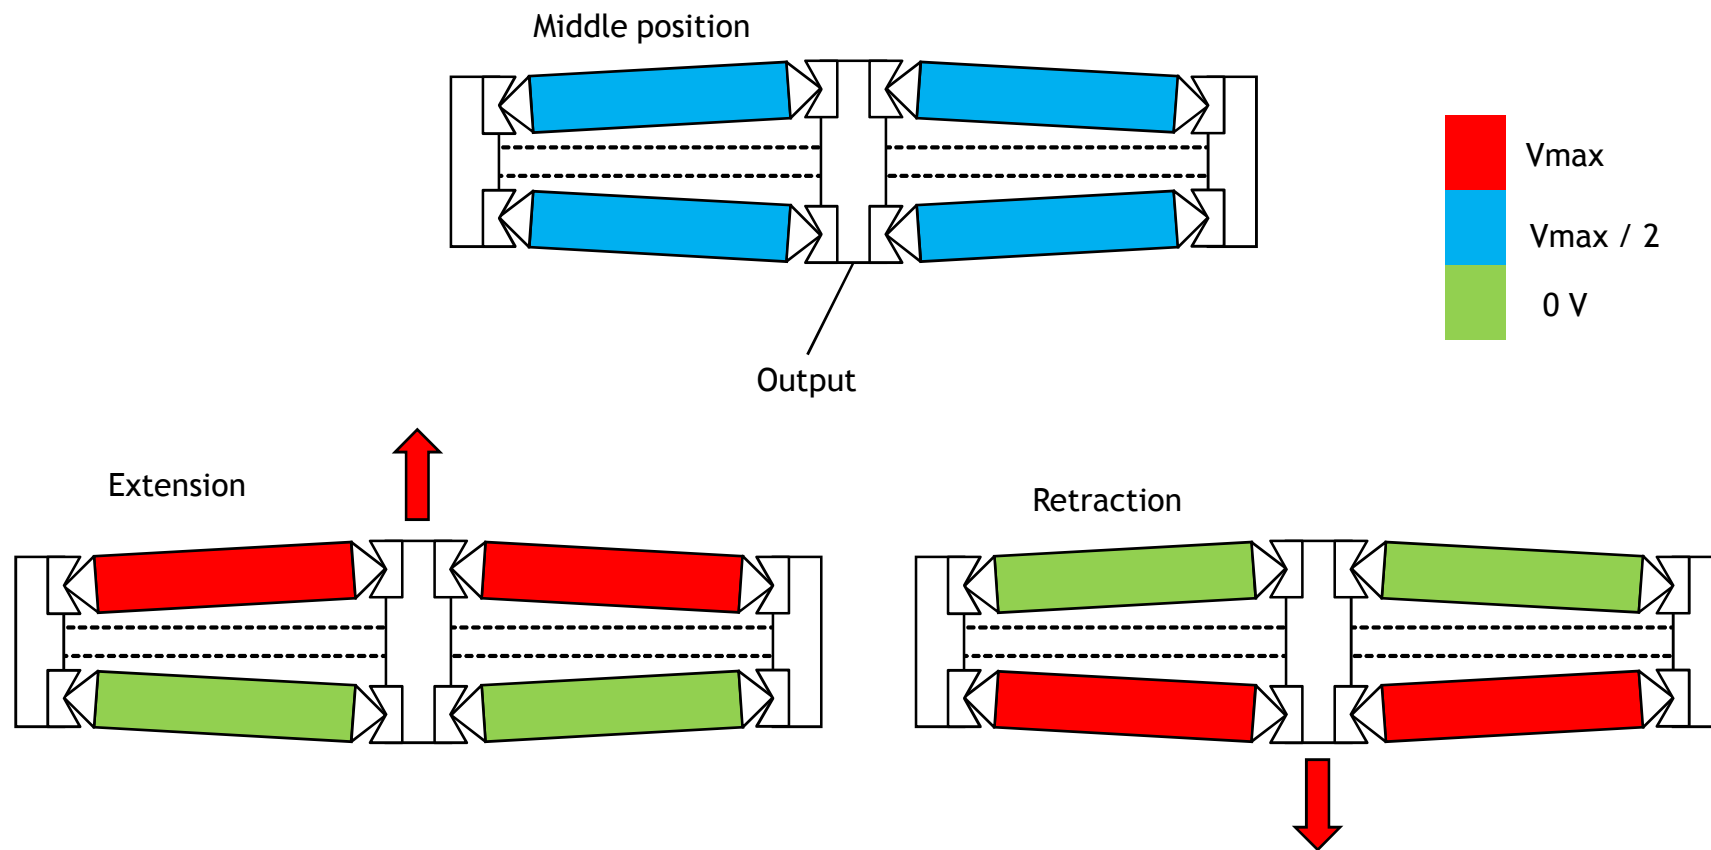 Middle position
Vmax
Vmax / 2
0 V
Output
Extension
Retraction